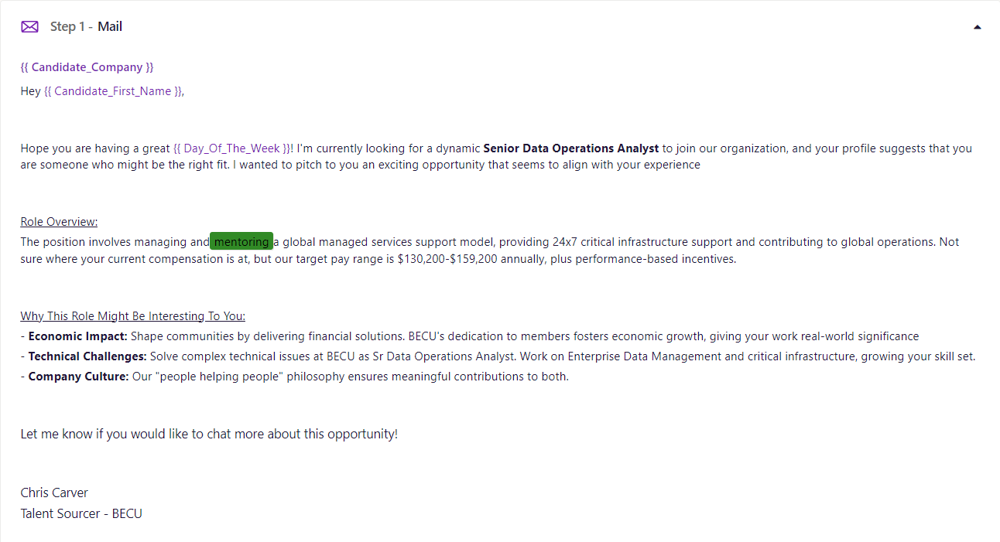 Step 1 - Mail
{{ Candidate_Company }}
Hey {{ Candidate_First_Name }},
Hope you are having a great {{ Day_Of_The_Week }}! I'm currently looking for a dynamic Senior Data Operations Analyst to join our organization, and your profile suggests that you
are someone who might be the right fit. I wanted to pitch to you an exciting opportunity that seems to align with your experience
Role Overview:
The position involves managing and mentoring a global managed services support model, providing 24x7 critical infrastructure support and contributing to global operations. Not
sure where your current compensation is at, but our target pay range is $130,200-$159,200 annually, plus performance-based incentives.
Why This Role Might Be Interesting To You:
- Economic Impact: Shape communities by delivering financial solutions. BECU's dedication to members fosters economic growth, giving your work real-world significance
- Technical Challenges: Solve complex technical issues at BECU as Sr Data Operations Analyst. Work on Enterprise Data Management and critical infrastructure, growing your skill set.
- Company Culture: Our "people helping people" philosophy ensures meaningful contributions to both.
Let me know if you would like to chat more about this opportunity!
Chris Carver
Talent Sourcer - BECU